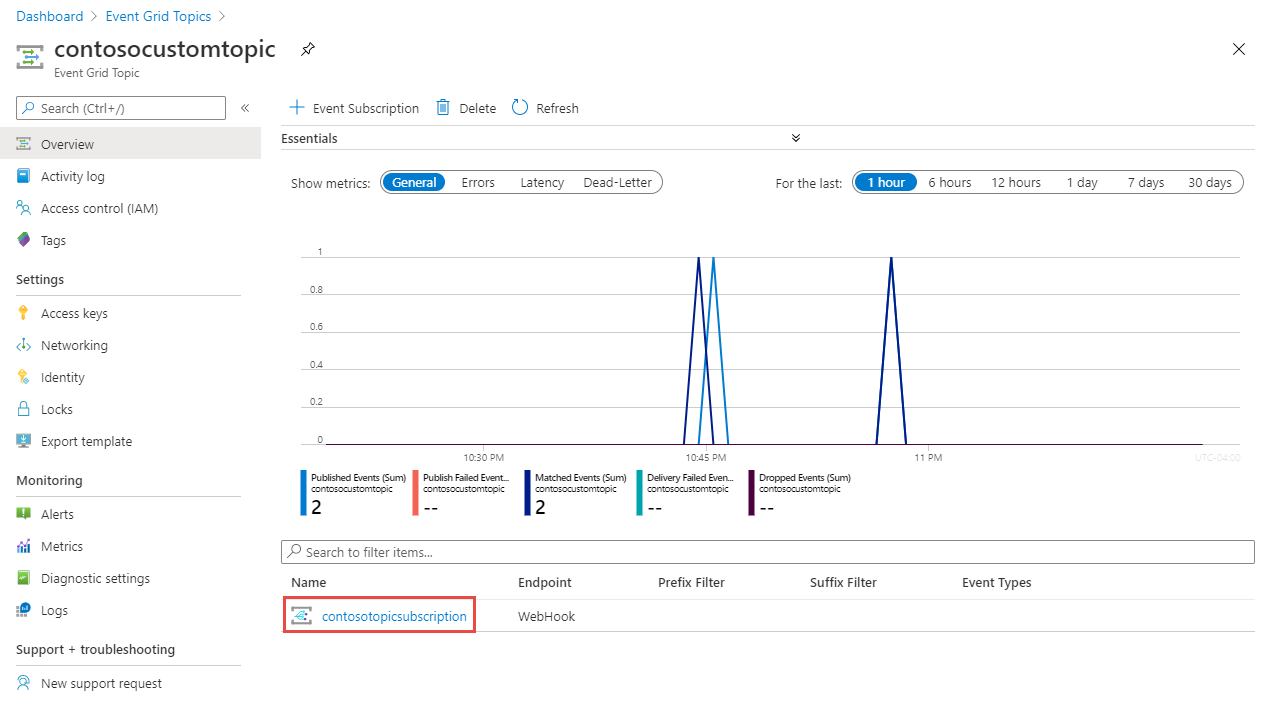 Dashboard > Event Grid Topics >
contosocustomtopic
Event Grid Topic
Search (Ctrl+/)
«
Overview
Activity log
Access control (IAM)
Tags
Settings
Access keys
Networking
Identity
Locks
Export template
Monitoring
Alerts
Metrics
Diagnostic settings
Logs
Support + troubleshooting
New support request
+ Event Subscription Delete Refresh
Essentials
Show metrics: General Errors Latency Dead-Letter
For the last: 1 hour 6 hours 12 hours 1 day 7 days 30 days
1
0.8
0.6
0.4
0.2
0
10:30 PM 10:45 PM 11 PM UTC-04:00
Published Events (Sum)
contosocustomtopic
2
Publish Failed Event...
contosocustomtopic
--
Matched Events (Sum)
contosocustomtopic
2
Delivery Failed Even...
contosocustomtopic
--
Dropped Events (Sum)
contosocustomtopic
--
Search to filter items...
Name Endpoint Prefix Filter Suffix Filter Event Types
contosotopicsubscription WebHook